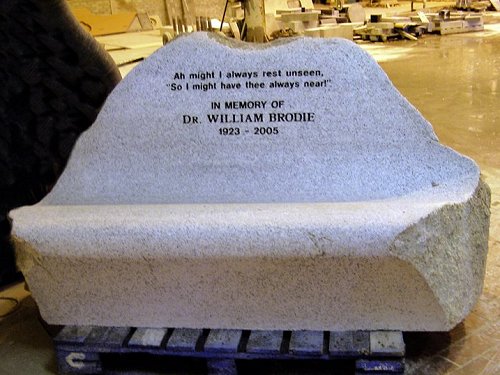 Ah might I always rest unseen,
"So I might have thee always near!"
IN MEMORY OF
DR. WILLIAM BRODIE
1923 - 2005